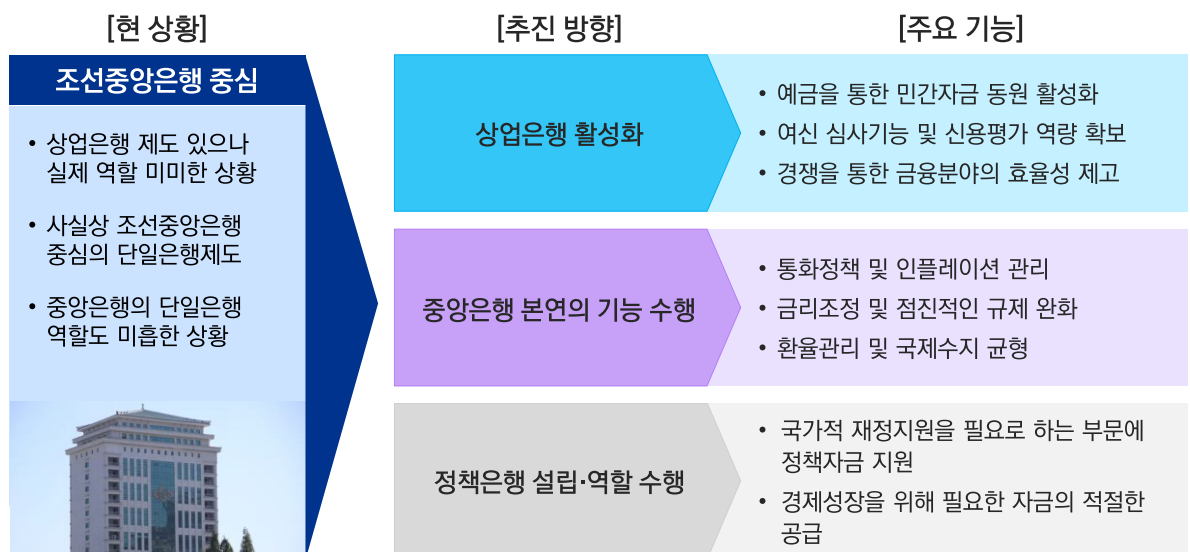 [현 상황]
조선중앙은행 중심
• 상업은행 제도 있으나
실제 역할 미미한 상황
• 사실상 조선중앙은행
중심의 단일은행제도
• 중앙은행의 단일은행
역할도 미흡한 상황
[추진 방향]
[주요 기능]
상업은행 활성화
• 예금을 통한 민간자금 동원 활성화
• 여신 심사기능 및 신용평가 역량 확보
• 경쟁을 통한 금융분야의 효율성 제고
중앙은행 본연의 기능 수행
• 통화정책 및 인플레이션 관리
• 금리조정 및 점진적인 규제 완화
• 환율관리 및 국제수지 균형
정책은행 설립·역할 수행
• 국가적 재정지원을 필요로 하는 부문에
정책자금 지원
• 경제성장을 위해 필요한 자금의 적절한
공급